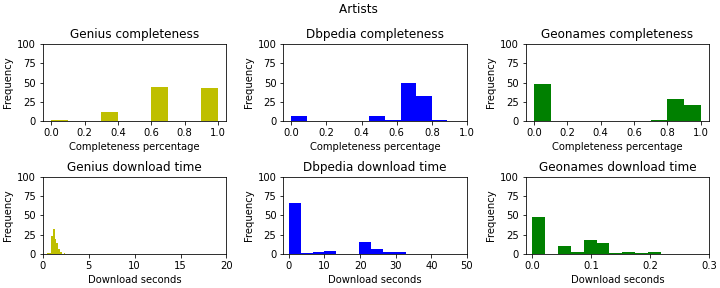 Artists
Genius completeness
Dbpedia completeness
Geonames completeness
Frequency
100
75
50
25
0
0.0 0.2 0.4 0.6 0.8 1.0
Completeness percentage
Frequency
100
75
50
25
0
0.0 0.2 0.4 0.6 0.8 1.0
Completeness percentage
Frequency
100
75
50
25
0
0.0 0.2 0.4 0.6 0.8 1.0
Completeness percentage
Genius download time
Dbpedia download time
Geonames download time
Frequency
100
75
50
25
0
0 5 10 15 20
Download seconds
Frequency
100
75
50
25
0
0 10 20 30 40 50
Download seconds
Frequency
100
75
50
25
0
0.0 0.1 0.2 0.3
Download seconds